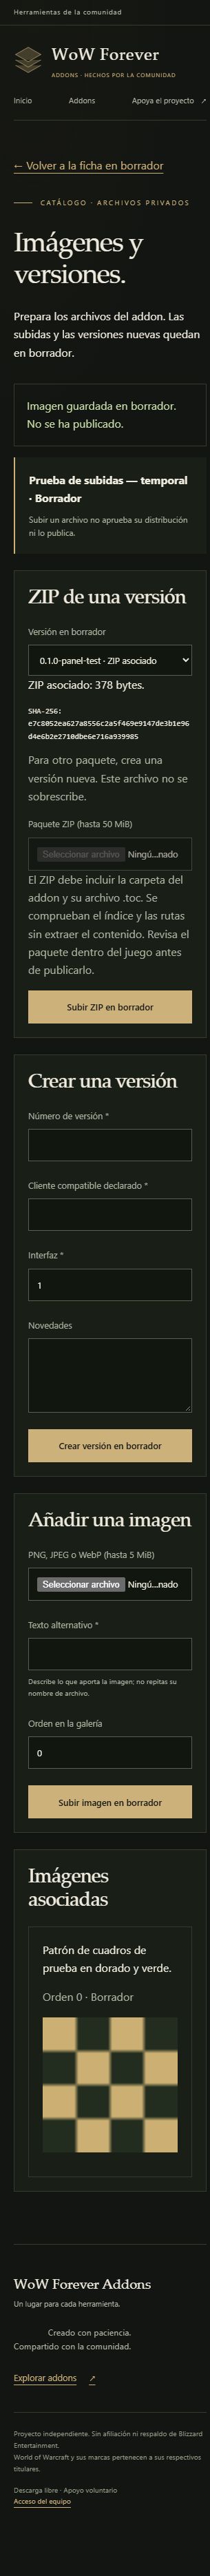 Herramientas de la comunidad
WoW Forever
ADDONS · HECHOS POR LA COMUNIDAD
Inicio Addons Apoya el proyecto ↗
← Volver a la ficha en borrador
CATÁLOGO · ARCHIVOS PRIVADOS
Imágenes y
versiones.
Prepara los archivos del addon. Las
subidas y las versiones nuevas quedan
en borrador.
Imagen guardada en borrador.
No se ha publicado.
Prueba de subidas — temporal
· Borrador
Subir un archivo no aprueba su distribución
ni lo publica.
ZIP de una versión
Versión en borrador
0.1.0-panel-test · ZIP asociado
ZIP asociado: 378 bytes.
SHA-256:
e7c8052ea627a8556c2a5f469e9147de3b1e96
d4e6b2e2710dbe6e716a939985
Para otro paquete, crea una
versión nueva. Este archivo no se
sobrescribe.
Paquete ZIP (hasta 50 MiB)
Seleccionar archivo Ningú...nado
El ZIP debe incluir la carpeta del
addon y su archivo .toc. Se
comprueban el índice y las rutas
sin extraer el contenido. Revisa el
paquete dentro del juego antes
de publicarlo.
Subir ZIP en borrador
Crear una versión
Número de versión *
Cliente compatible declarado *
Interfaz *
1
Novedades
Crear versión en borrador
Añadir una imagen
PNG, JPEG o WebP (hasta 5 MiB)
Seleccionar archivo Ningú...nado
Texto alternativo *
Describe lo que aporta la imagen; no repitas su
nombre de archivo.
Orden en la galería
0
Subir imagen en borrador
Imágenes
asociadas
Patrón de cuadros de
prueba en dorado y verde.
Orden 0 · Borrador
WoW Forever Addons
Un lugar para cada herramienta.
Creado con paciencia.
Compartido con la comunidad.
Explorar addons ↗
Proyecto independiente. Sin afiliación ni respaldo de Blizzard
Entertainment.
World of Warcraft y sus marcas pertenecen a sus respectivos
titulares.
Descarga libre · Apoyo voluntario
Acceso del equipo